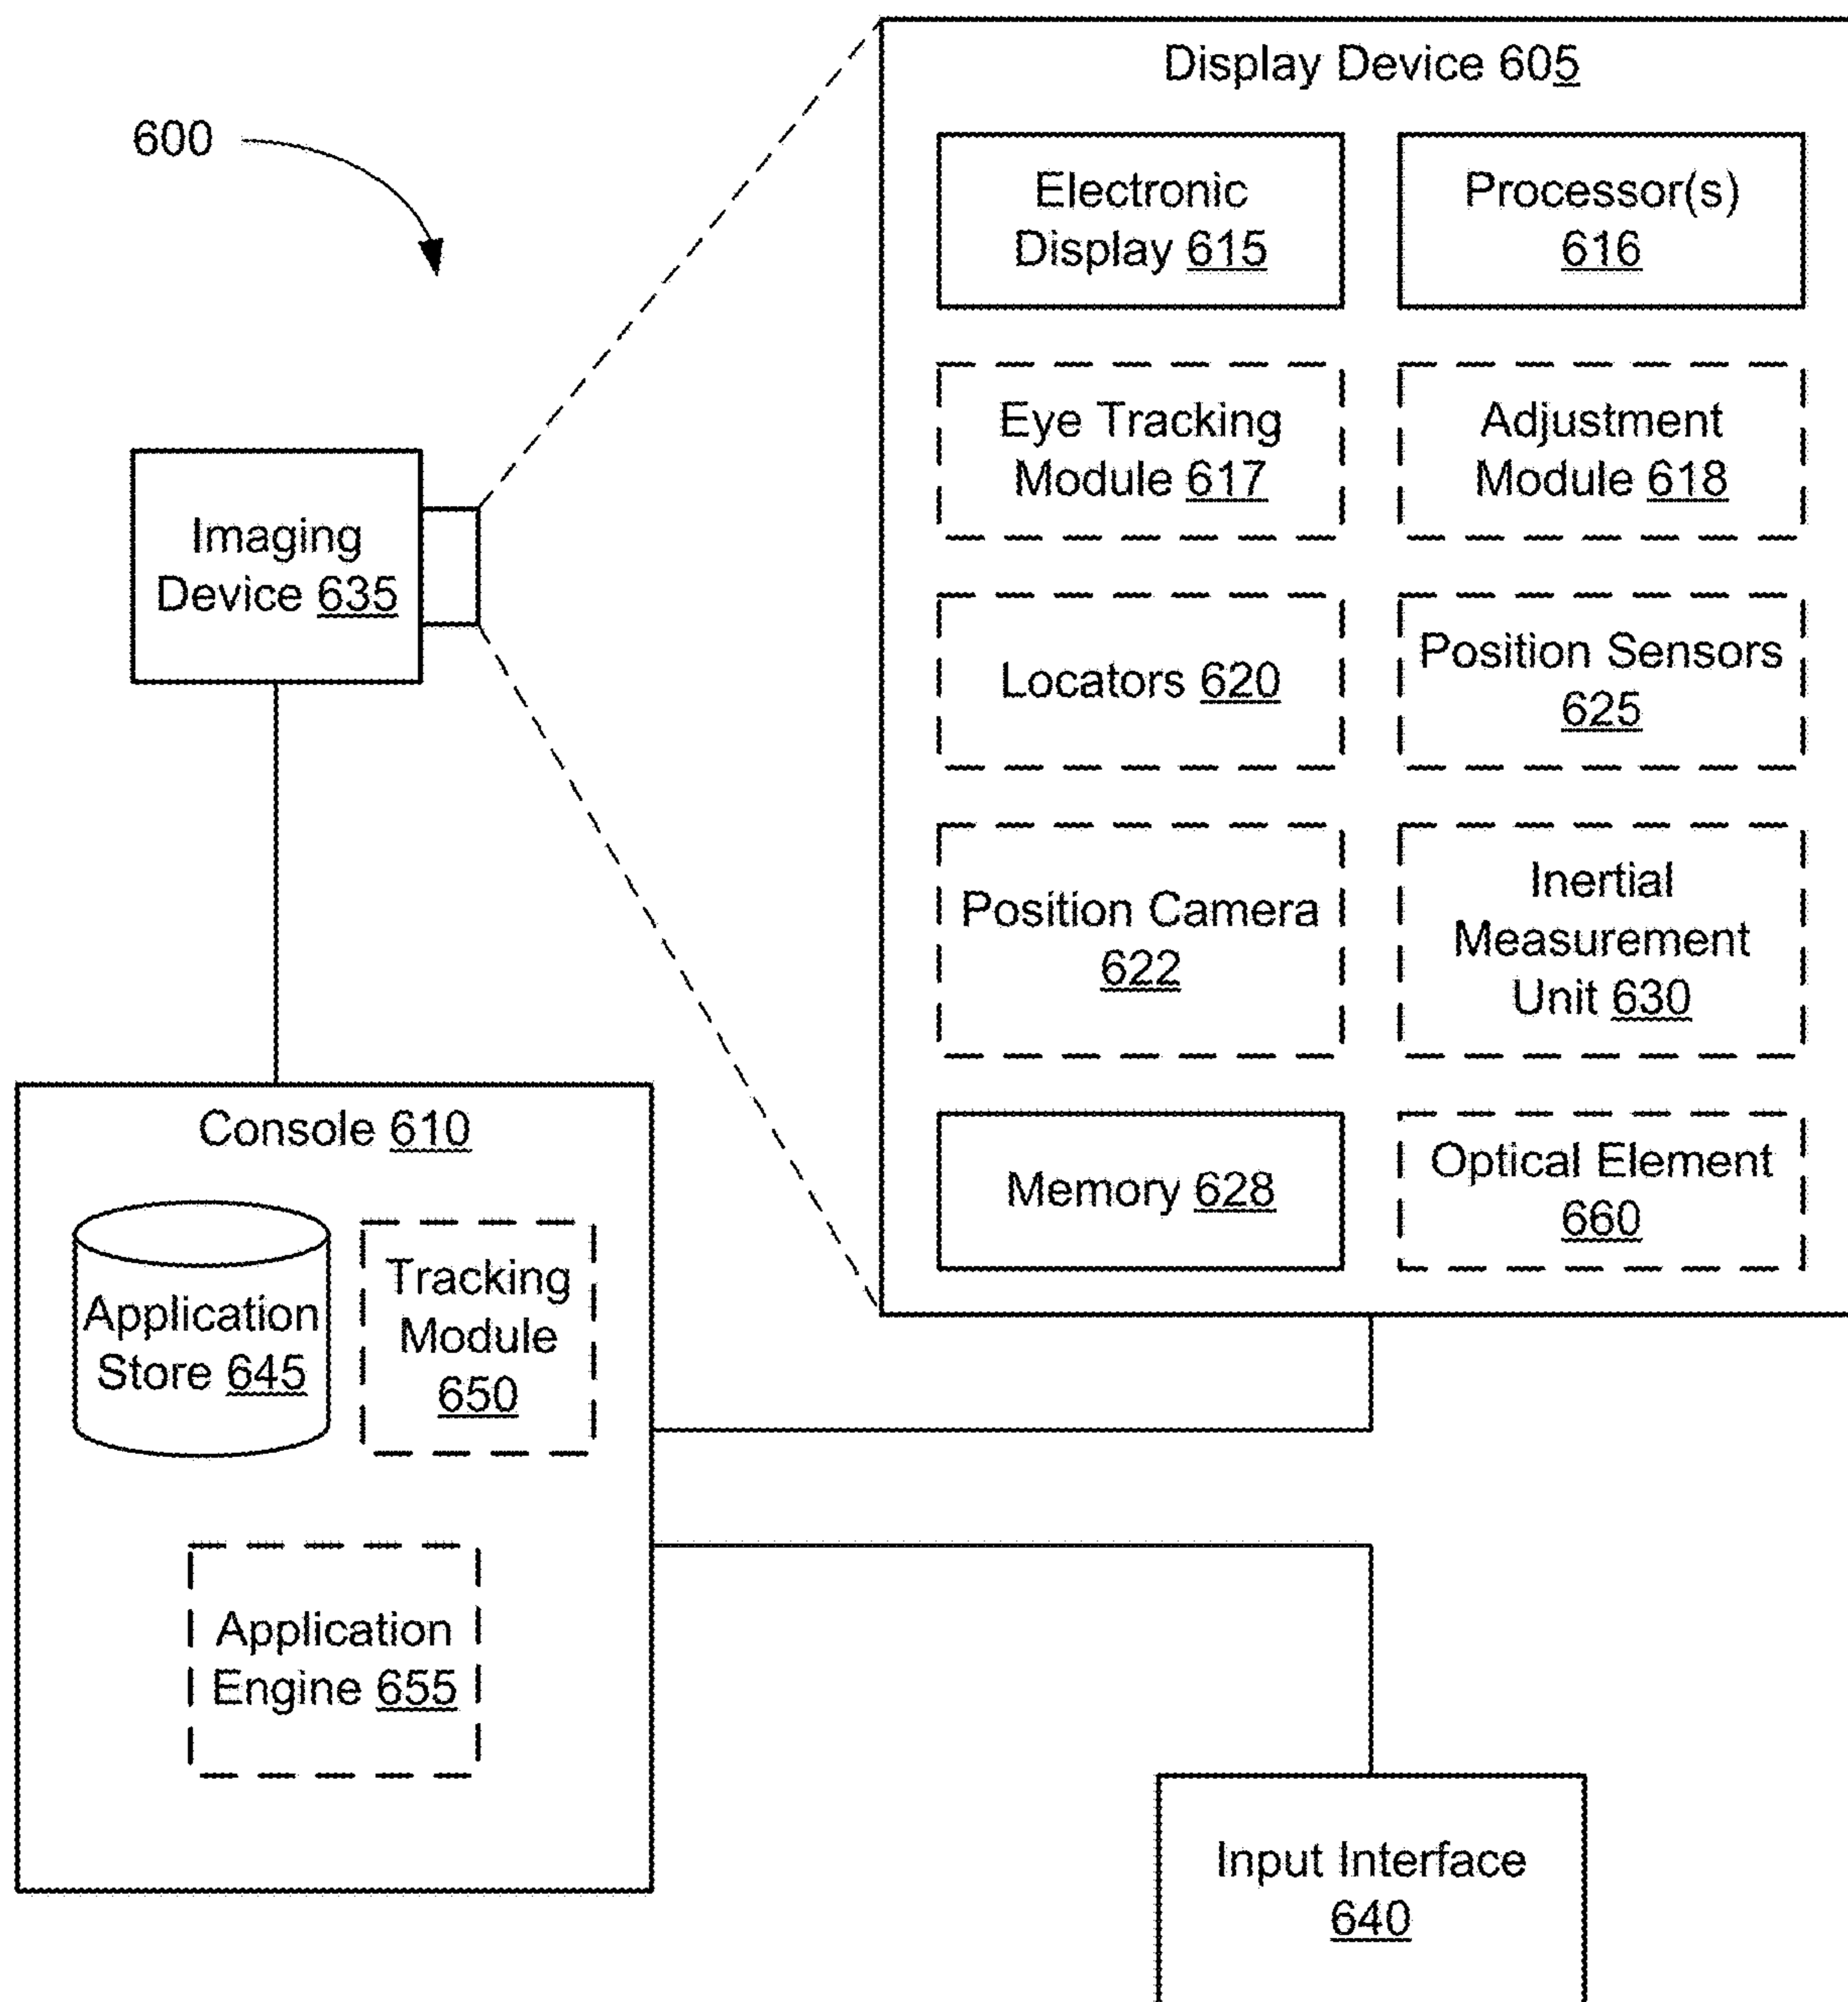 600
Display Device 605
Electronic
Display 615
Processor(s)
616
Eye Tracking
Module 617
Adjustment
Module 618
Imaging
Device 635
Locators 620
Position Sensors
625
Position Camera
622
Inertial
Measurement
Unit 630
Memory 628
Optical Element
660
Console 610
Application
Store 645
Tracking
Module
650
Application
Engine 655
Input Interface
640